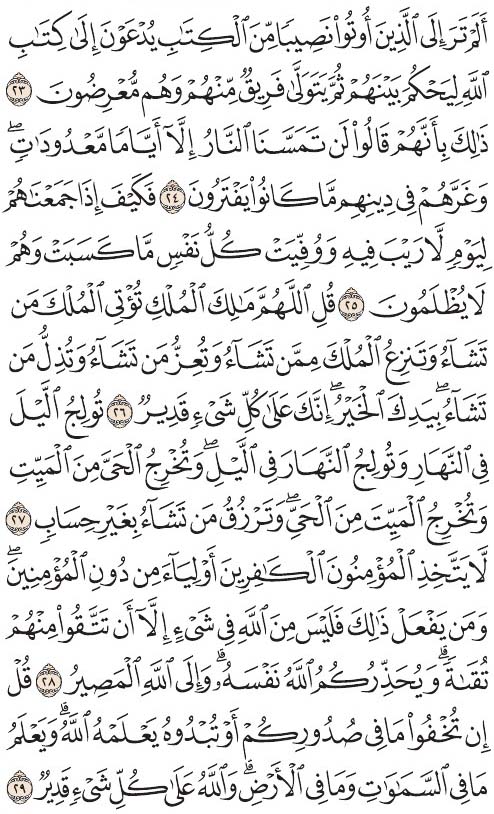 أَلَمْ تَرَ إِلَى ٱلَّذِينَ أُوتُوا۟ نَصِيبًا مِّنَ ٱلْكِتَٰبِ يُدْعَوْنَ إِلَىٰ كِتَٰبِ
ٱللَّهِ لِيَحْكُمَ بَيْنَهُمْ ثُمَّ يَتَوَلَّىٰ فَرِيقٌ مِّنْهُمْ وَهُم مُّعْرِضُونَ ٢٣
ذَٰلِكَ بِأَنَّهُمْ قَالُوا۟ لَن تَمَسَّنَا ٱلنَّارُ إِلَّآ أَيَّامًا مَّعْدُودَٰتٍ ۖ
وَغَرَّهُمْ فِى دِينِهِم مَّا كَانُوا۟ يَفْتَرُونَ ٢٤ فَكَيْفَ إِذَا جَمَعْنَٰهُمْ
لِيَوْمٍ لَّا رَيْبَ فِيهِ وَوُفِّيَتْ كُلُّ نَفْسٍ مَّا كَسَبَتْ وَهُمْ
لَا يُظْلَمُونَ ٢٥ قُلِ ٱللَّهُمَّ مَٰلِكَ ٱلْمُلْكِ تُؤْتِى ٱلْمُلْكَ مَن
تَشَآءُ وَتَنزِعُ ٱلْمُلْكَ مِمَّن تَشَآءُ وَتُعِزُّ مَن تَشَآءُ وَتُذِلُّ مَن
تَشَآءُ ۖ بِيَدِكَ ٱلْخَيْرُ ۖ إِنَّكَ عَلَىٰ كُلِّ شَىْءٍ قَدِيرٌ ٢٦ تُولِجُ ٱلَّيْلَ
فِى ٱلنَّهَارِ وَتُولِجُ ٱلنَّهَارَ فِى ٱلَّيْلِ ۖ وَتُخْرِجُ ٱلْحَىَّ مِنَ ٱلْمَيِّتِ
وَتُخْرِجُ ٱلْمَيِّتَ مِنَ ٱلْحَىِّ ۖ وَتَرْزُقُ مَن تَشَآءُ بِغَيْرِ حِسَابٍ ٢٧
لَّا يَتَّخِذِ ٱلْمُؤْمِنُونَ ٱلْكَٰفِرِينَ أَوْلِيَآءَ مِن دُونِ ٱلْمُؤْمِنِينَ ۖ
وَمَن يَفْعَلْ ذَٰلِكَ فَلَيْسَ مِنَ ٱللَّهِ فِى شَىْءٍ إِلَّآ أَن تَتَّقُوا۟ مِنْهُمْ
تُقَىٰةً ۗ وَيُحَذِّرُكُمُ ٱللَّهُ نَفْسَهُۥ ۗ وَإِلَى ٱللَّهِ ٱلْمَصِيرُ ٢٨ قُلْ
إِن تُخْفُوا۟ مَا فِى صُدُورِكُمْ أَوْ تُبْدُوهُ يَعْلَمْهُ ٱللَّهُ ۗ وَيَعْلَمُ
مَا فِى ٱلسَّمَٰوَٰتِ وَمَا فِى ٱلْأَرْضِ ۗ وَٱللَّهُ عَلَىٰ كُلِّ شَىْءٍ قَدِيرٌ ٢٩